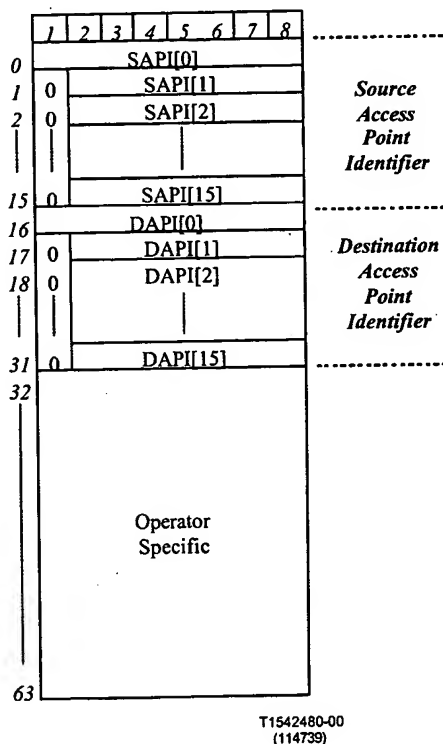 1 2 3 4 5 6 7 8
0 SAPI[0]
1 0 SAPI[1]
2 0 SAPI[2]
15 0 SAPI[15]
Source
Access
Point
Identifier
16 DAPI[0]
17 0 DAPI[1]
18 0 DAPI[2]
31 0 DAPI[15]
Destination
Access
Point
Identifier
32
Operator
Specific
63
T1542480-00
(114739)